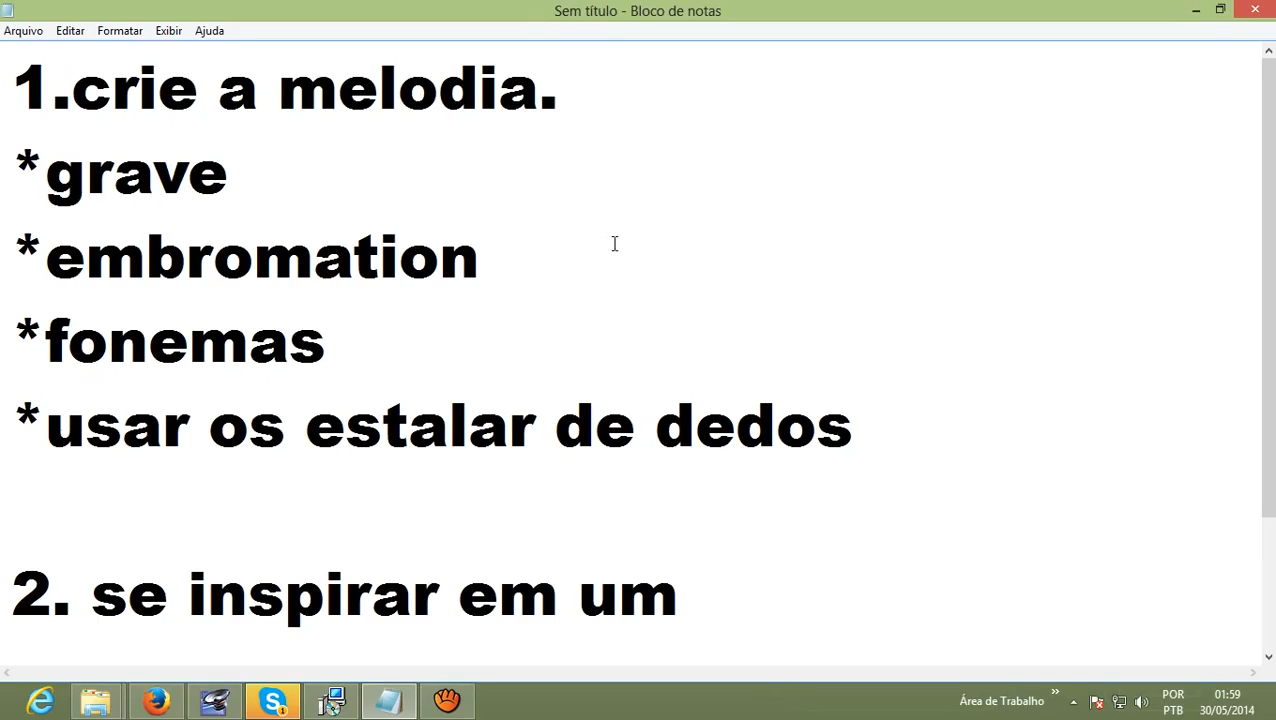 Sem título - Bloco de notas
Arquivo Editar Formatar Exibir Ajuda
1.crie a melodia.
*grave
*embromation
*fonemas
*usar os estalar de dedos
2. se inspirar em um
Área de Trabalho
POR
PTB
01:59
30/05/2014